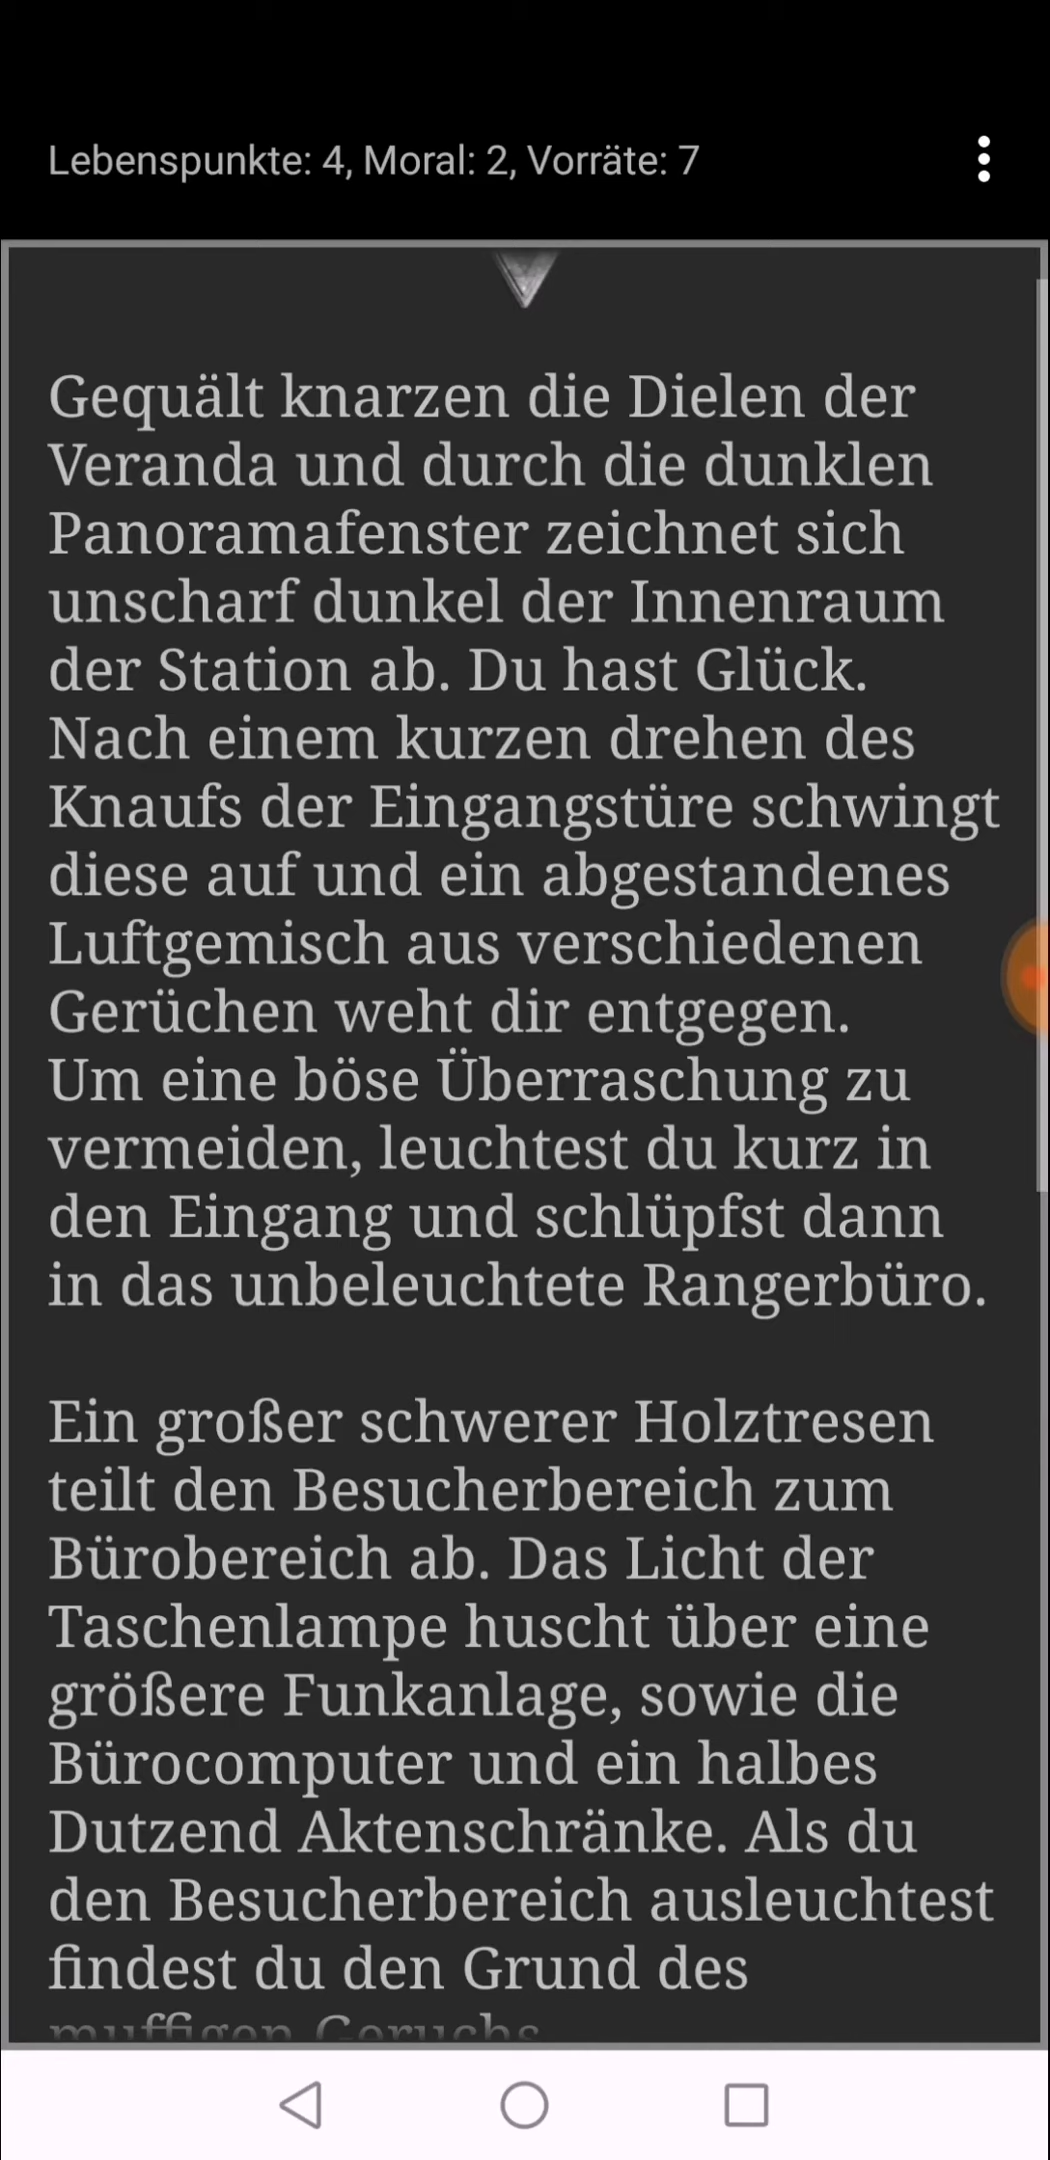 Lebenspunkte: 4, Moral: 2, Vorräte: 7
Gequält knarzen die Dielen der
Veranda und durch die dunklen
Panoramafenster zeichnet sich
unscharf dunkel der Innenraum
der Station ab. Du hast Glück.
Nach einem kurzen drehen des
Knaufs der Eingangstüre schwingt
diese auf und ein abgestandenes
Luftgemisch aus verschiedenen
Gerüchen weht dir entgegen.
Um eine böse Überraschung zu
vermeiden, leuchtest du kurz in
den Eingang und schlüpfst dann
in das unbeleuchtete Rangerbüro.
Ein großer schwerer Holztresen
teilt den Besucherbereich zum
Bürobereich ab. Das Licht der
Taschenlampe huscht über eine
größere Funkanlage, sowie die
Bürocomputer und ein halbes
Dutzend Aktenschränke. Als du
den Besucherbereich ausleuchtest
findest du den Grund des
muffigen Geruchs